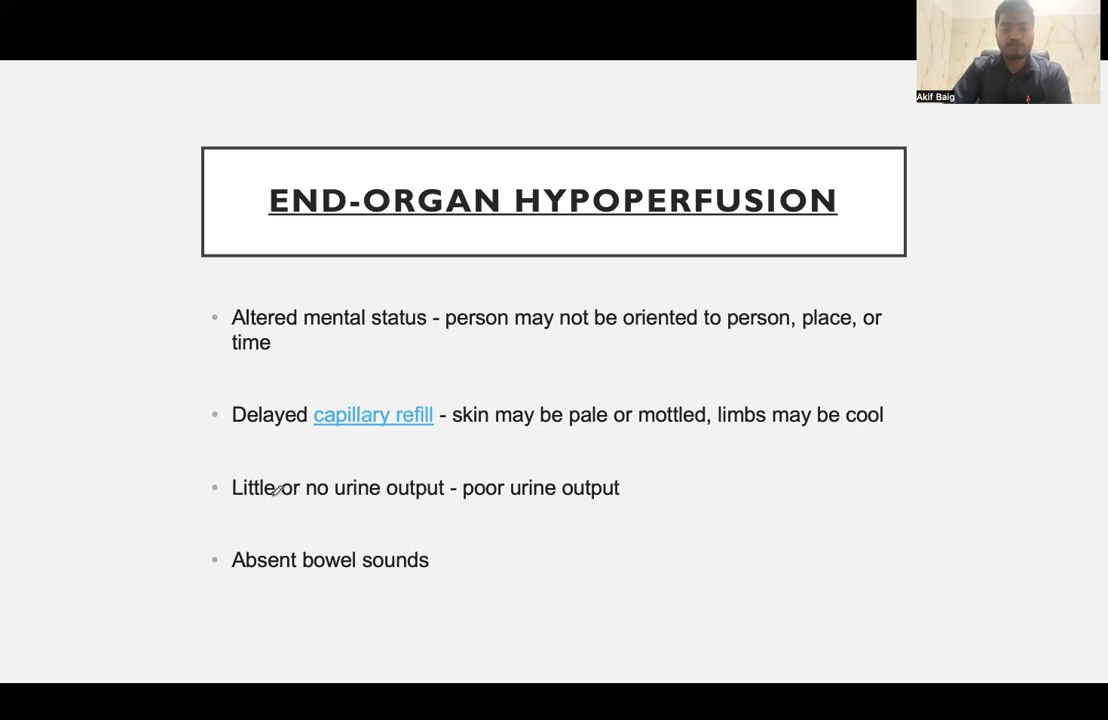 Akif Baig
END-ORGAN HYPOPERFUSION
• Altered mental status - person may not be oriented to person, place, or
time
• Delayed capillary refill - skin may be pale or mottled, limbs may be cool
• Little or no urine output - poor urine output
• Absent bowel sounds